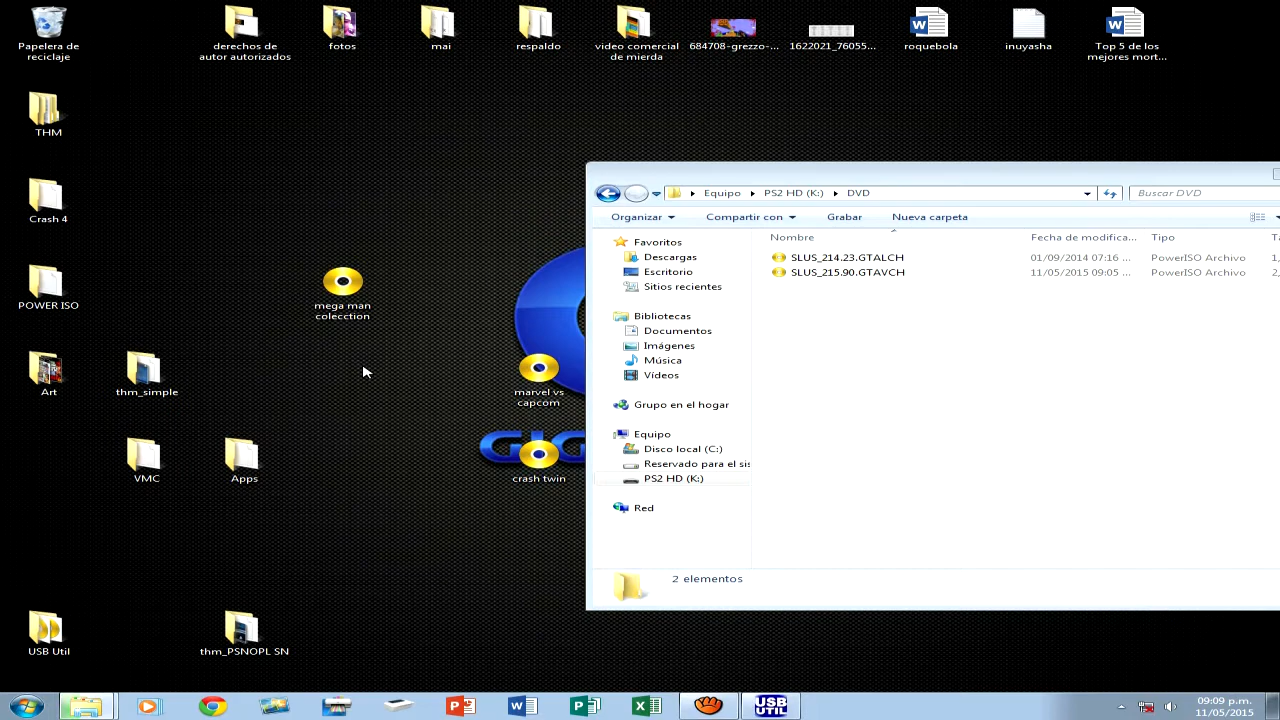 Papelera de
reciclaje
derechos de
autor autorizados
fotos
mai
respaldo
video comercial
de mierda
684708-grezzo-...
1622021_76055...
roquebola
inuyasha
Top 5 de los
mejores mort...
THM
Crash 4
POWER ISO
mega man
colecction
Art
thm_simple
marvel vs
capcom
VMC
Apps
crash twin
USB Util
thm_PSNOPL SN
Equipo
PS2 HD (K:)
DVD
Buscar DVD
Organizar
Compartir con
Grabar
Nueva carpeta
Nombre
Fecha de modifica...
Tipo
Favoritos
Descargas
Escritorio
Sitios recientes
Bibliotecas
Documentos
Imágenes
Música
Vídeos
Grupo en el hogar
Equipo
Disco local (C:)
Reservado para el sis
PS2 HD (K:)
Red
SLUS_214.23.GTALCH 01/09/2014 07:16 ... PowerISO Archivo
SLUS_215.90.GTAVCH 11/05/2015 09:05 ... PowerISO Archivo
2 elementos
USB
UTIL
09:09 p.m.
11/05/2015